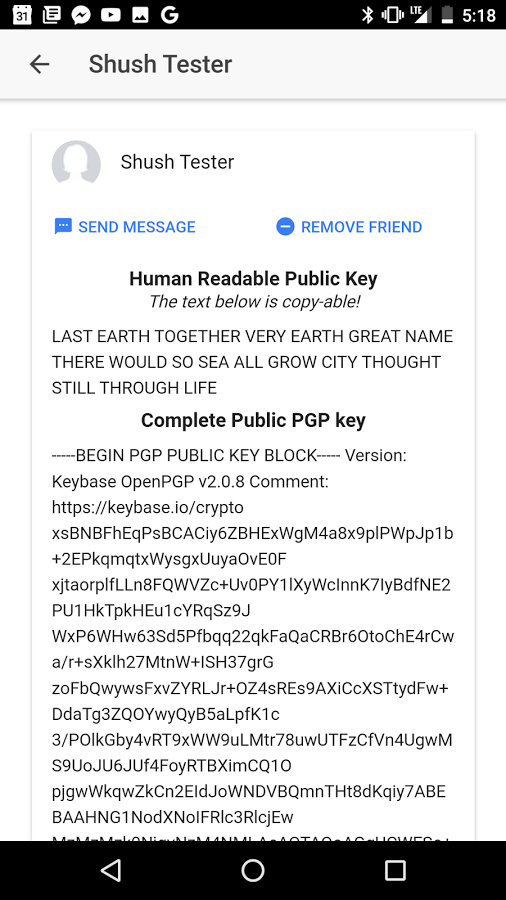 31 LTE 5:18
Shush Tester
Shush Tester
SEND MESSAGE REMOVE FRIEND
Human Readable Public Key
The text below is copy-able!
LAST EARTH TOGETHER VERY EARTH GREAT NAME
THERE WOULD SO SEA ALL GROW CITY THOUGHT
STILL THROUGH LIFE
Complete Public PGP key
-----BEGIN PGP PUBLIC KEY BLOCK----- Version:
Keybase OpenPGP v2.0.8 Comment:
https://keybase.io/crypto
xsBNBFhEqPsBCACiy6ZBHExWgM4a8x9plPWpJp1b
+2EPkqmqtxWysgxUuyaOvE0F
xjtaorplfLLn8FQWVZc+Uv0PY1lXyWcInnK7IyBdfNE2
PU1HkTpkHEu1cYRqSz9J
WxP6WHw63Sd5Pfbqq22qkFaQaCRBr6OtoChE4rCw
a/r+sXklh27MtnW+ISH37grG
zoFbQwywsFxvZYRLJr+OZ4sREs9AXiCcXSTtydFw+
DdaTg3ZQOYwyQyB5aLpfK1c
3/POlkGby4vRT9xWW9uLMtr78uwUTFzCfVn4UgwM
S9UoJU6JUf4FoyRTBXimCQ1O
pjgwWkqwZkCn2EIdJoWNDVBQmnTHt8dKqiy7ABE
BAAHNG1NodXNoIFRlc3RlcjEw